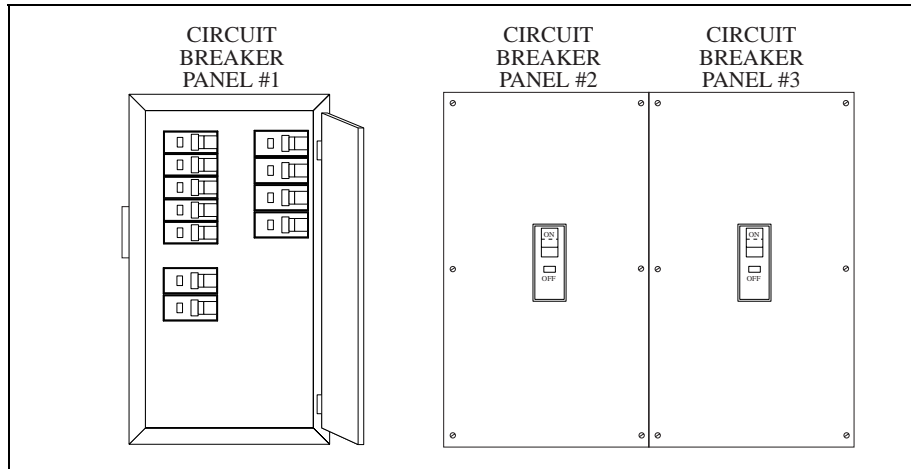 CIRCUIT
BREAKER
PANEL #1
CIRCUIT
BREAKER
PANEL #2
CIRCUIT
BREAKER
PANEL #3
ON
OFF
ON
OFF